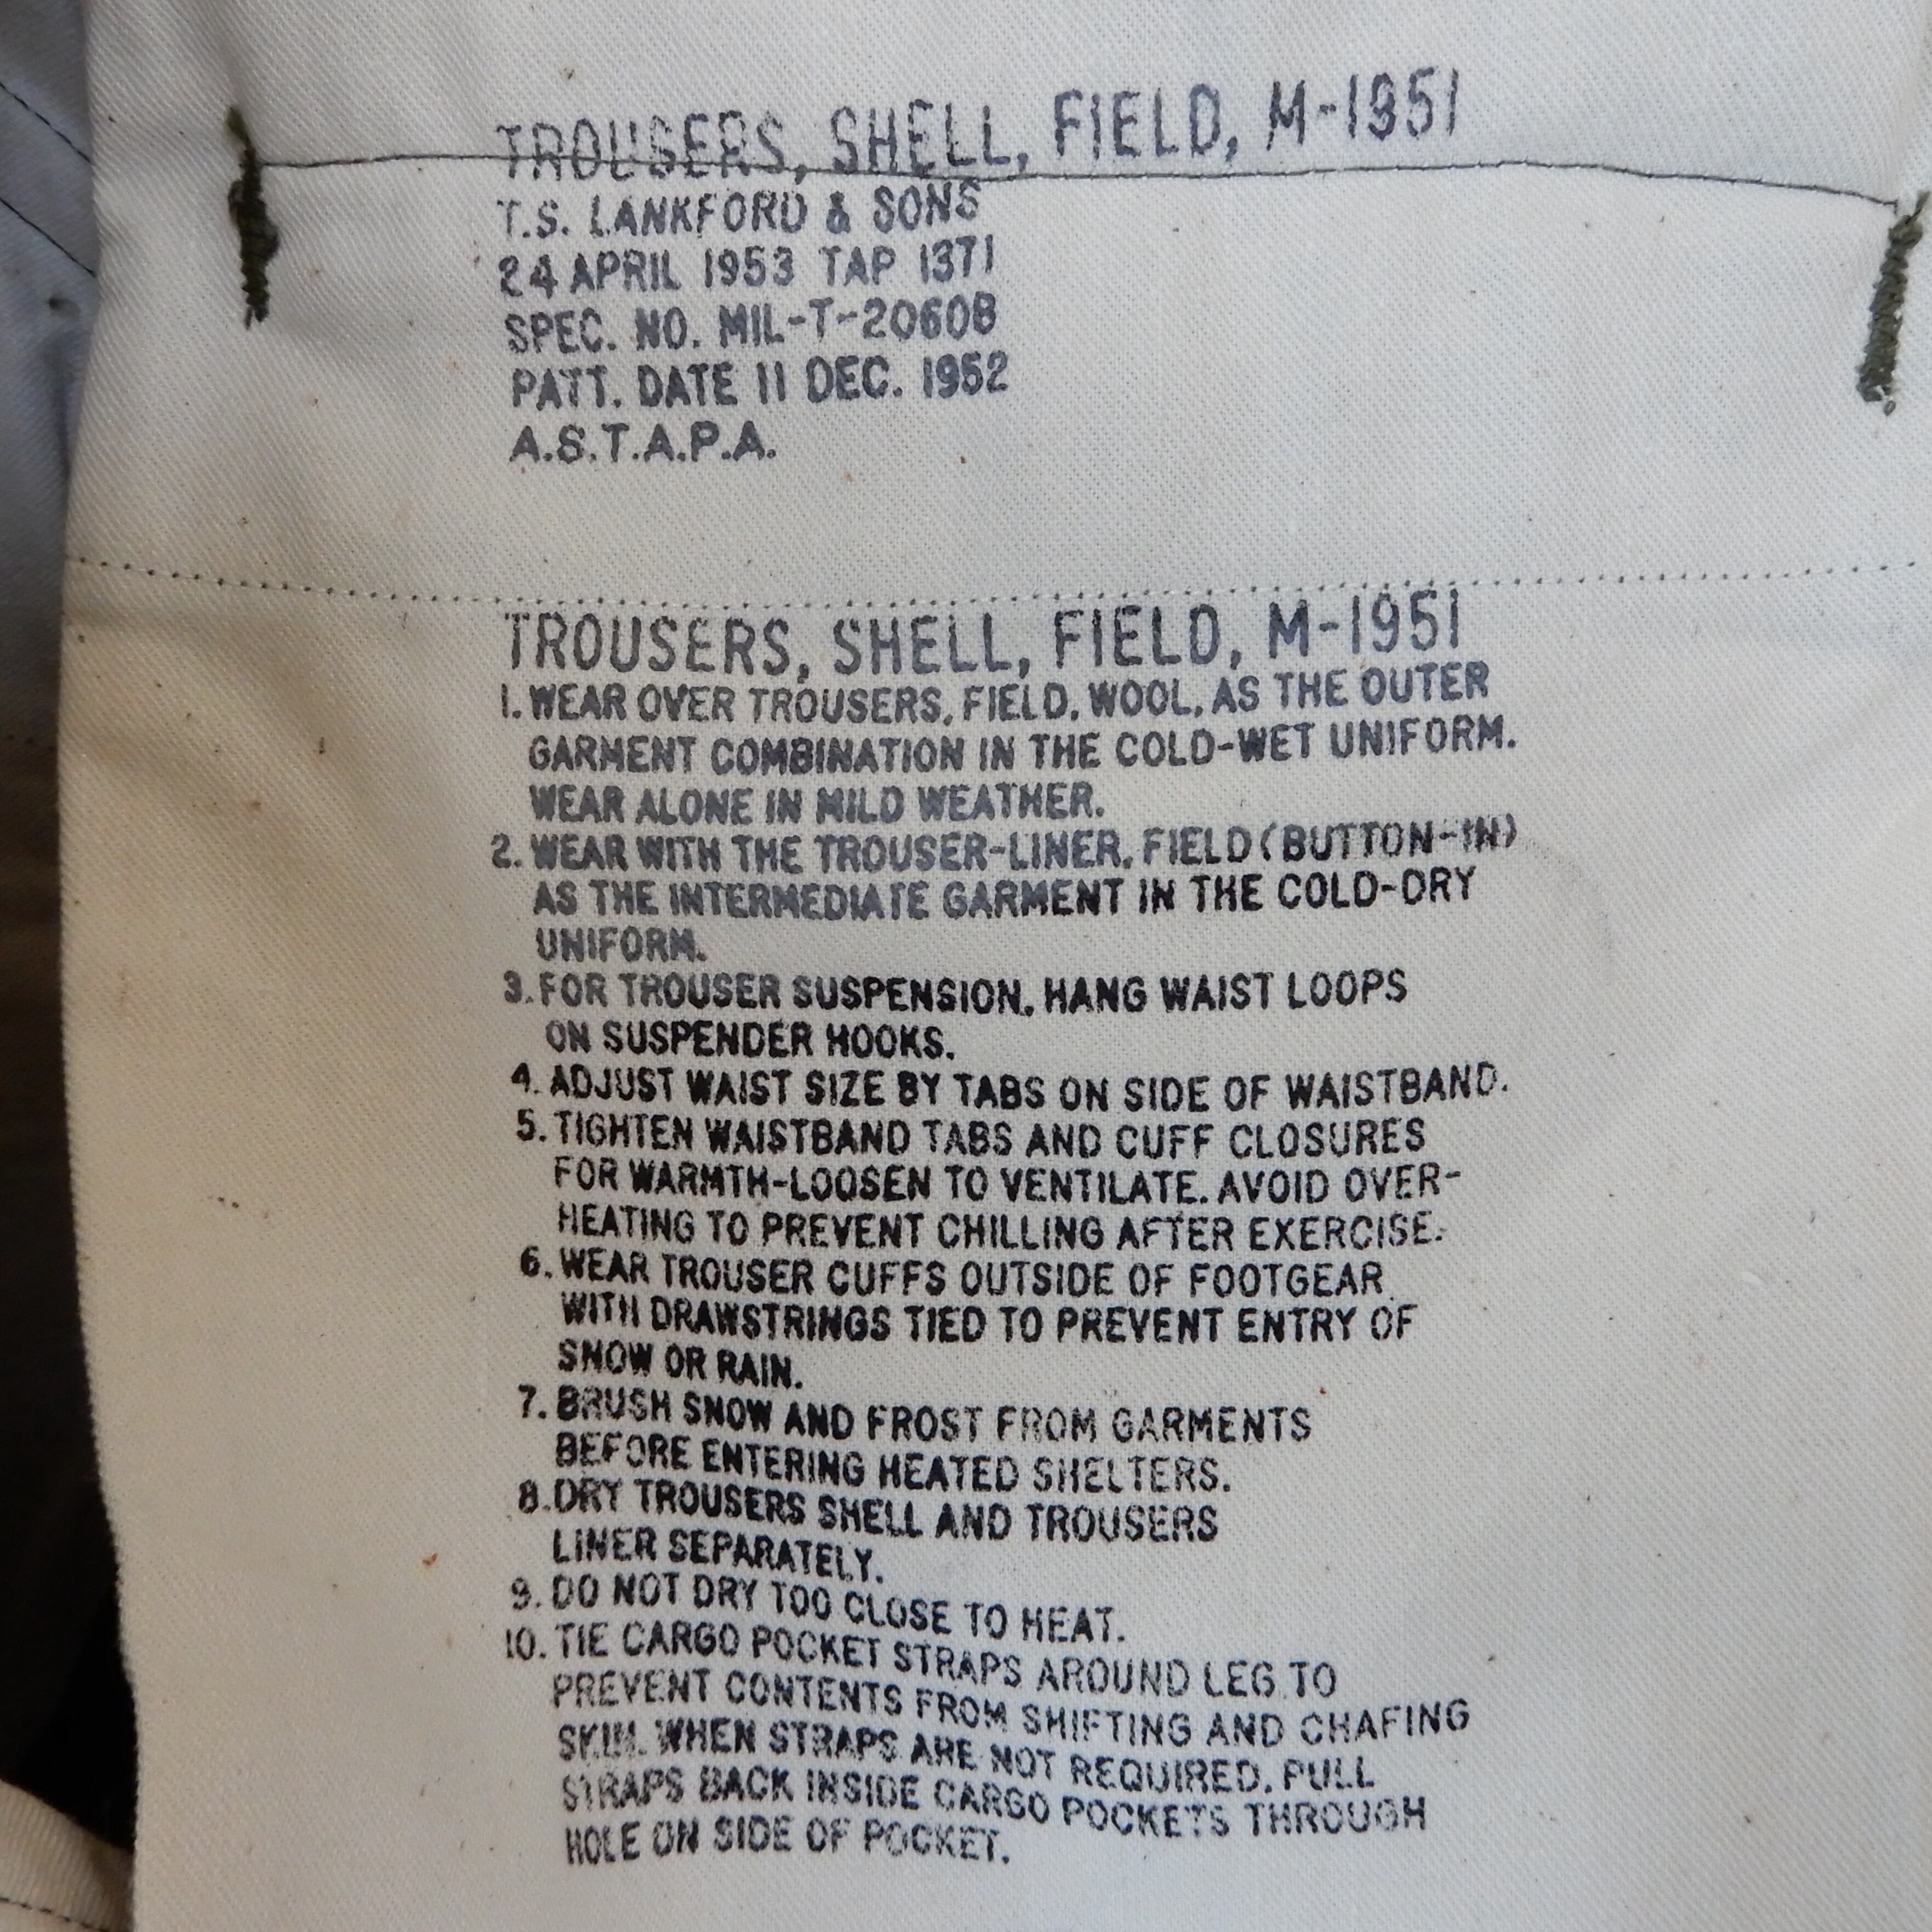 TROUSERS, SHELL, FIELD, M-1951
T.S. LANKFORD & SONS
24 APRIL 1953 TAP 1371
SPEC. NO. MIL-T-2060B
PATT. DATE 11 DEC. 1952
A.S.T.A.P.A.
TROUSERS, SHELL, FIELD, M-1951
1. WEAR OVER TROUSERS, FIELD, WOOL, AS THE OUTER
GARMENT COMBINATION IN THE COLD-WET UNIFORM.
WEAR ALONE IN MILD WEATHER.
2. WEAR WITH THE TROUSER-LINER, FIELD (BUTTON-IN)
AS THE INTERMEDIATE GARMENT IN THE COLD-DRY
UNIFORM.
3. FOR TROUSER SUSPENSION, HANG WAIST LOOPS
ON SUSPENDER HOOKS.
4. ADJUST WAIST SIZE BY TABS ON SIDE OF WAISTBAND.
5. TIGHTEN WAISTBAND TABS AND CUFF CLOSURES
FOR WARMTH-LOOSEN TO VENTILATE. AVOID OVER-
HEATING TO PREVENT CHILLING AFTER EXERCISE.
6. WEAR TROUSER CUFFS OUTSIDE OF FOOTGEAR
WITH DRAWSTRINGS TIED TO PREVENT ENTRY OF
SNOW OR RAIN.
7. BRUSH SNOW AND FROST FROM GARMENTS
BEFORE ENTERING HEATED SHELTERS.
8. DRY TROUSERS SHELL AND TROUSERS
LINER SEPARATELY.
9. DO NOT DRY TOO CLOSE TO HEAT.
10. TIE CARGO POCKET STRAPS AROUND LEG TO
PREVENT CONTENTS FROM SHIFTING AND CHAFING
SKIN. WHEN STRAPS ARE NOT REQUIRED, PULL
STRAPS BACK INSIDE CARGO POCKETS THROUGH
HOLE ON SIDE OF POCKET.